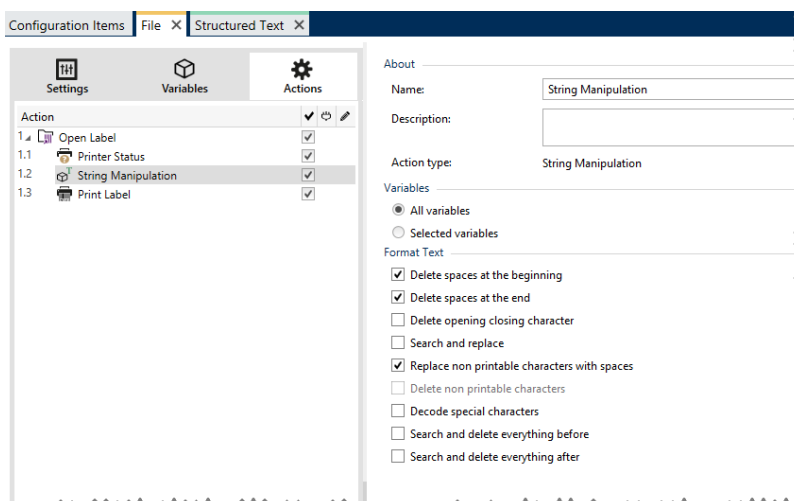 Configuration Items File X Structured Text X
Settings Variables Actions
Action
1 Open Label
1.1 Printer Status
1.2 String Manipulation
1.3 Print Label
About
Name: String Manipulation
Description:
Action type: String Manipulation
Variables
All variables
Selected variables
Format Text
Delete spaces at the beginning
Delete spaces at the end
Delete opening closing character
Search and replace
Replace non printable characters with spaces
Delete non printable characters
Decode special characters
Search and delete everything before
Search and delete everything after